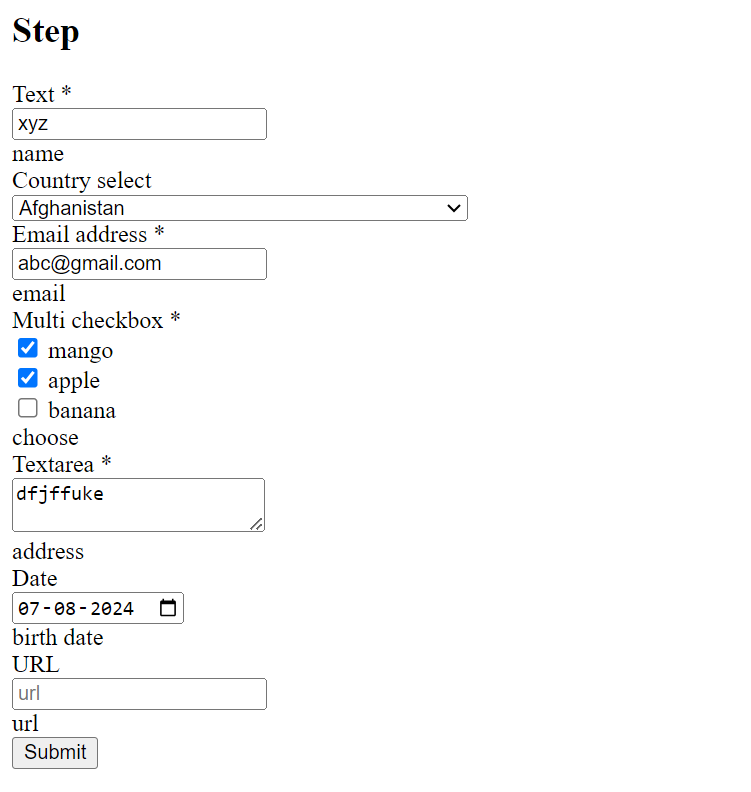 Step
Text *
xyz
name
Country select
Afghanistan
Email address *
abc@gmail.com
email
Multi checkbox *
mango
apple
banana
choose
Textarea *
dfjffuke
address
Date
07-08-2024
birth date
URL
url
url
Submit